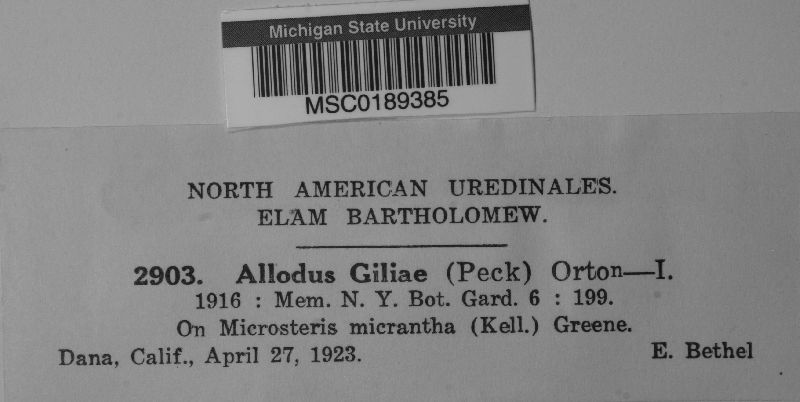 Michigan State University
MSC0189385
NORTH AMERICAN UREDINALES.
ELAM BARTHOLOMEW.
2903. Allodus Giliae (Peck) Orton—I.
1916 : Mem. N. Y. Bot. Gard. 6 : 199.
On Microsteris micrantha (Kell.) Greene.
Dana, Calif., April 27, 1923. E. Bethel